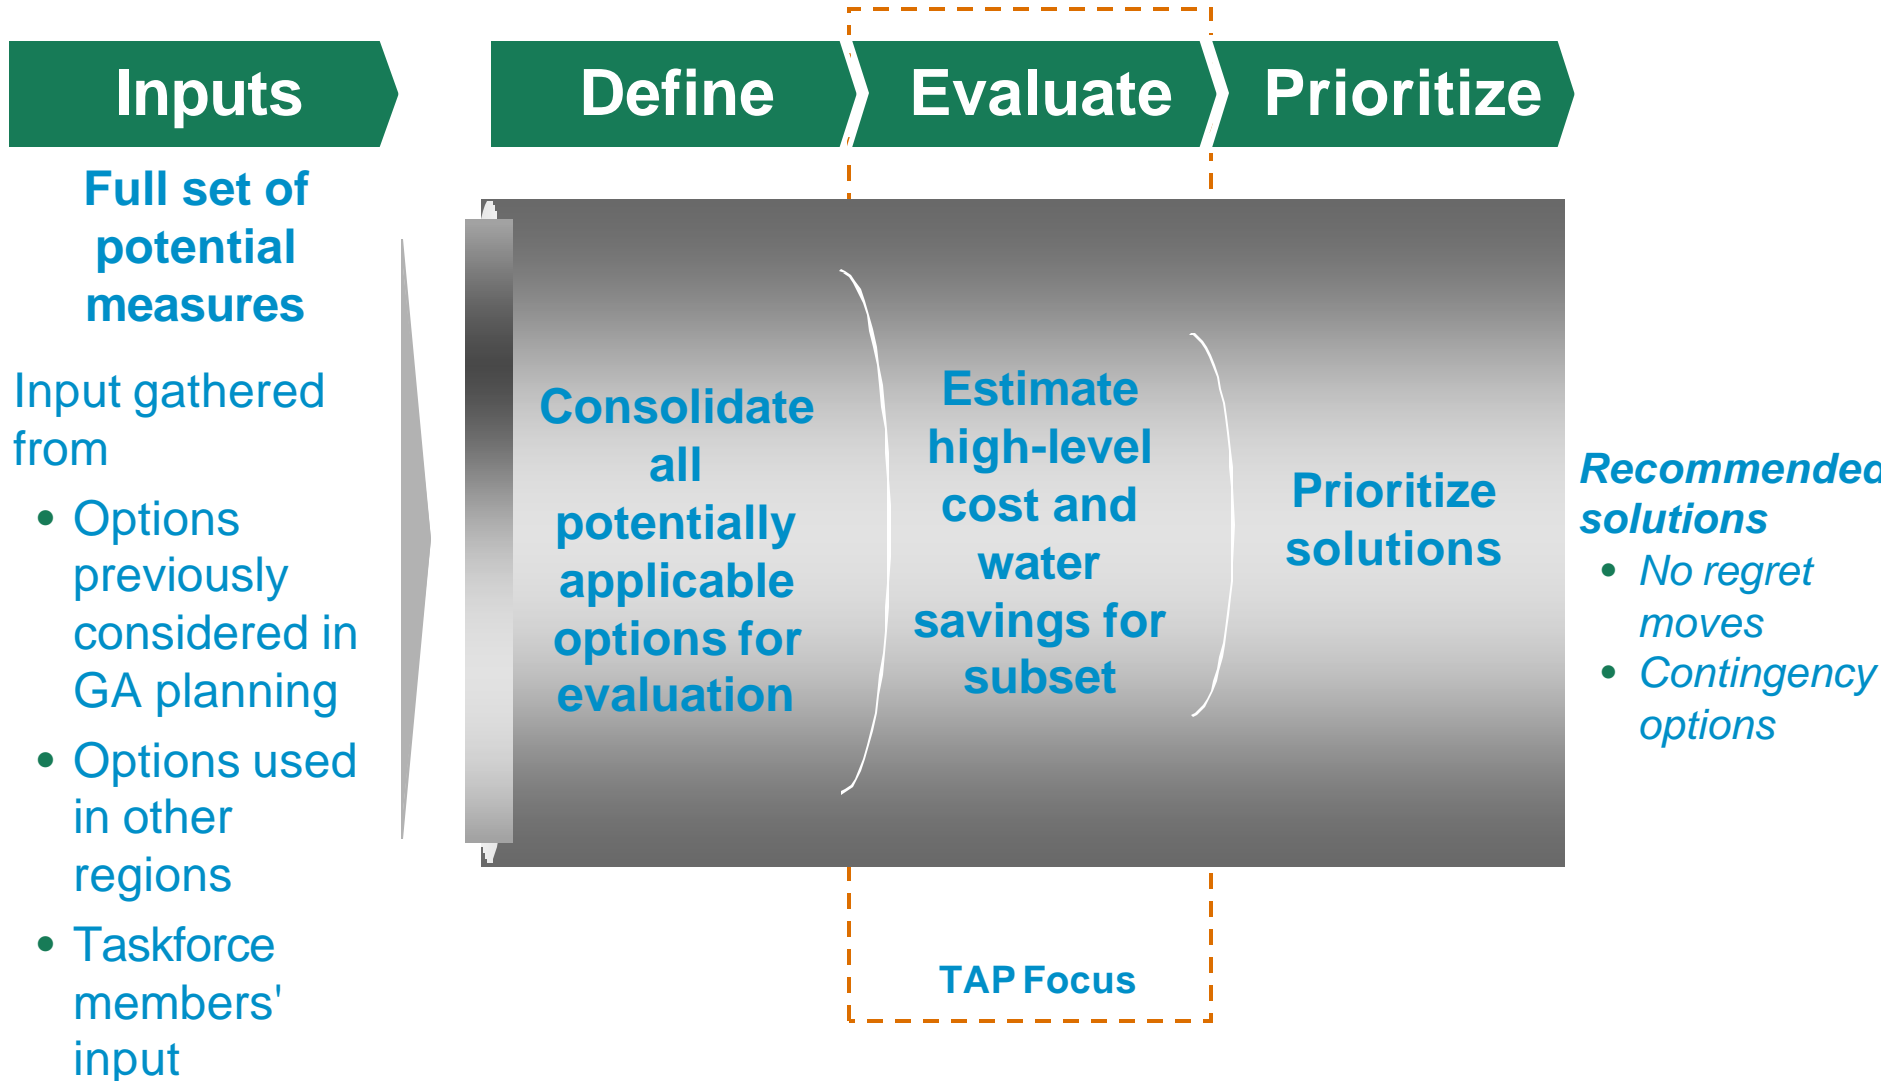 Inputs
Define
Evaluate
Prioritize
Full set of
potential
measures
Input gathered
from
• Options
previously
considered in
GA planning
• Options used
in other
regions
• Taskforce
members'
input
Consolidate
all
potentially
applicable
options for
evaluation
Estimate
high-level
cost and
water
savings for
subset
Prioritize
solutions
Recommended
solutions
• No regret
moves
• Contingency
options
TAP Focus